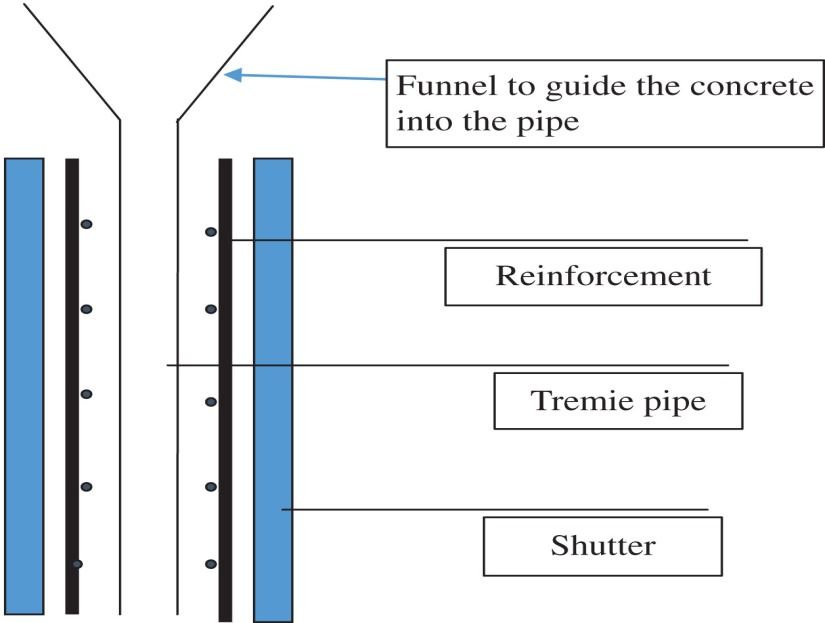 Funnel to guide the concrete
into the pipe
Reinforcement
Tremie pipe
Shutter